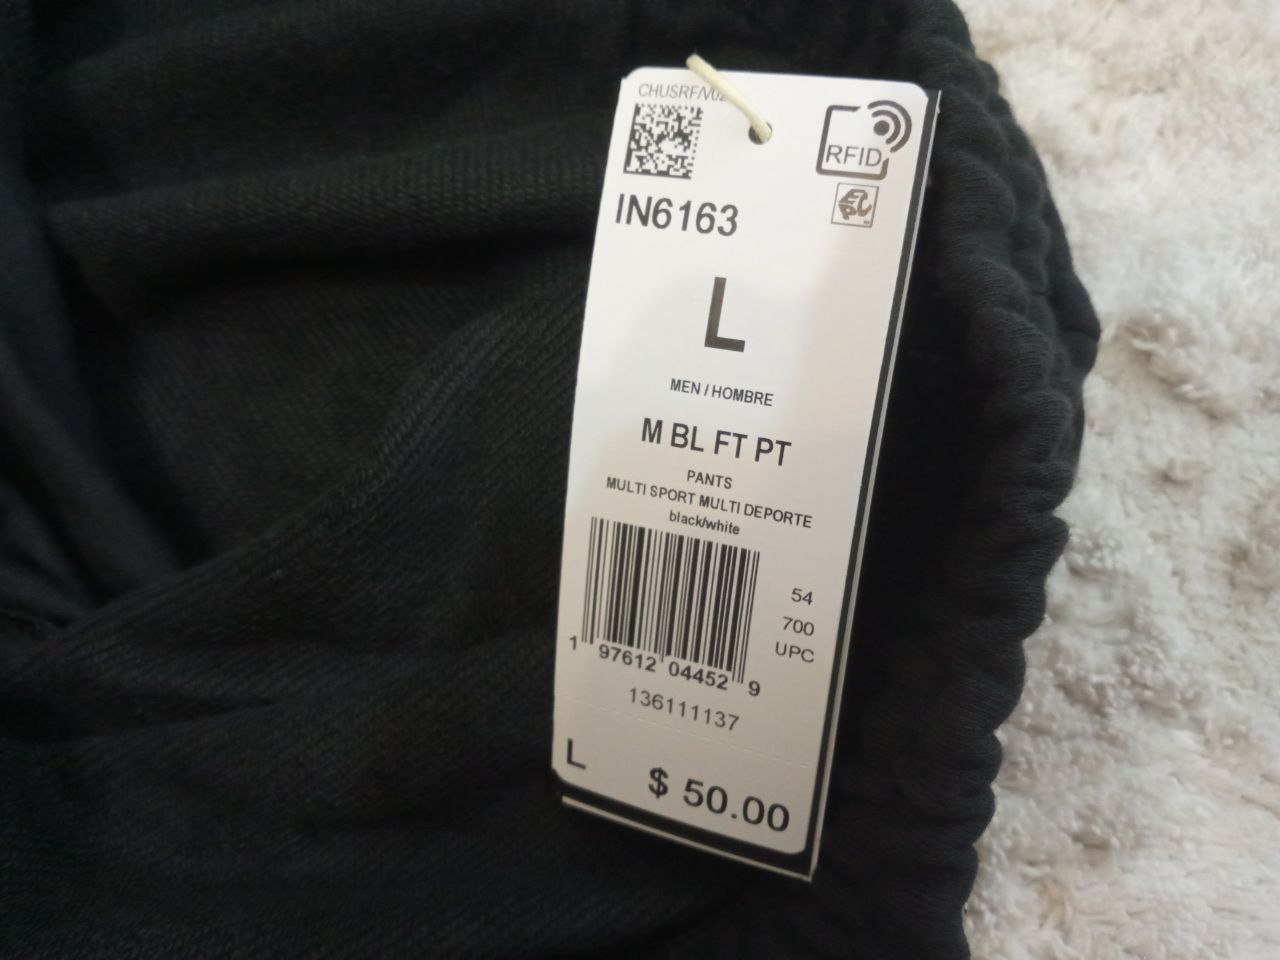 CHUSRF/V02
RFID
IN6163
L
MEN / HOMBRE
M BL FT PT
PANTS
MULTI SPORT MULTI DEPORTE
black/white
54
700
UPC
1 97612 04452 9
136111137
L $ 50.00